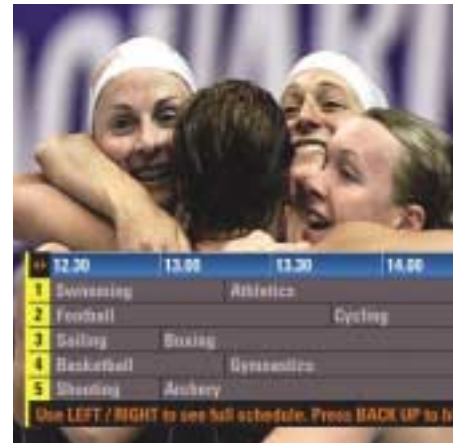 12.30 13.00 13.30 14.00
1 Swimming Athletics
2 Football Cycling
3 Sailing Boxing
4 Basketball Gymnastics
5 Shooting Archery
Use LEFT / RIGHT to see full schedule. Press BACK UP to